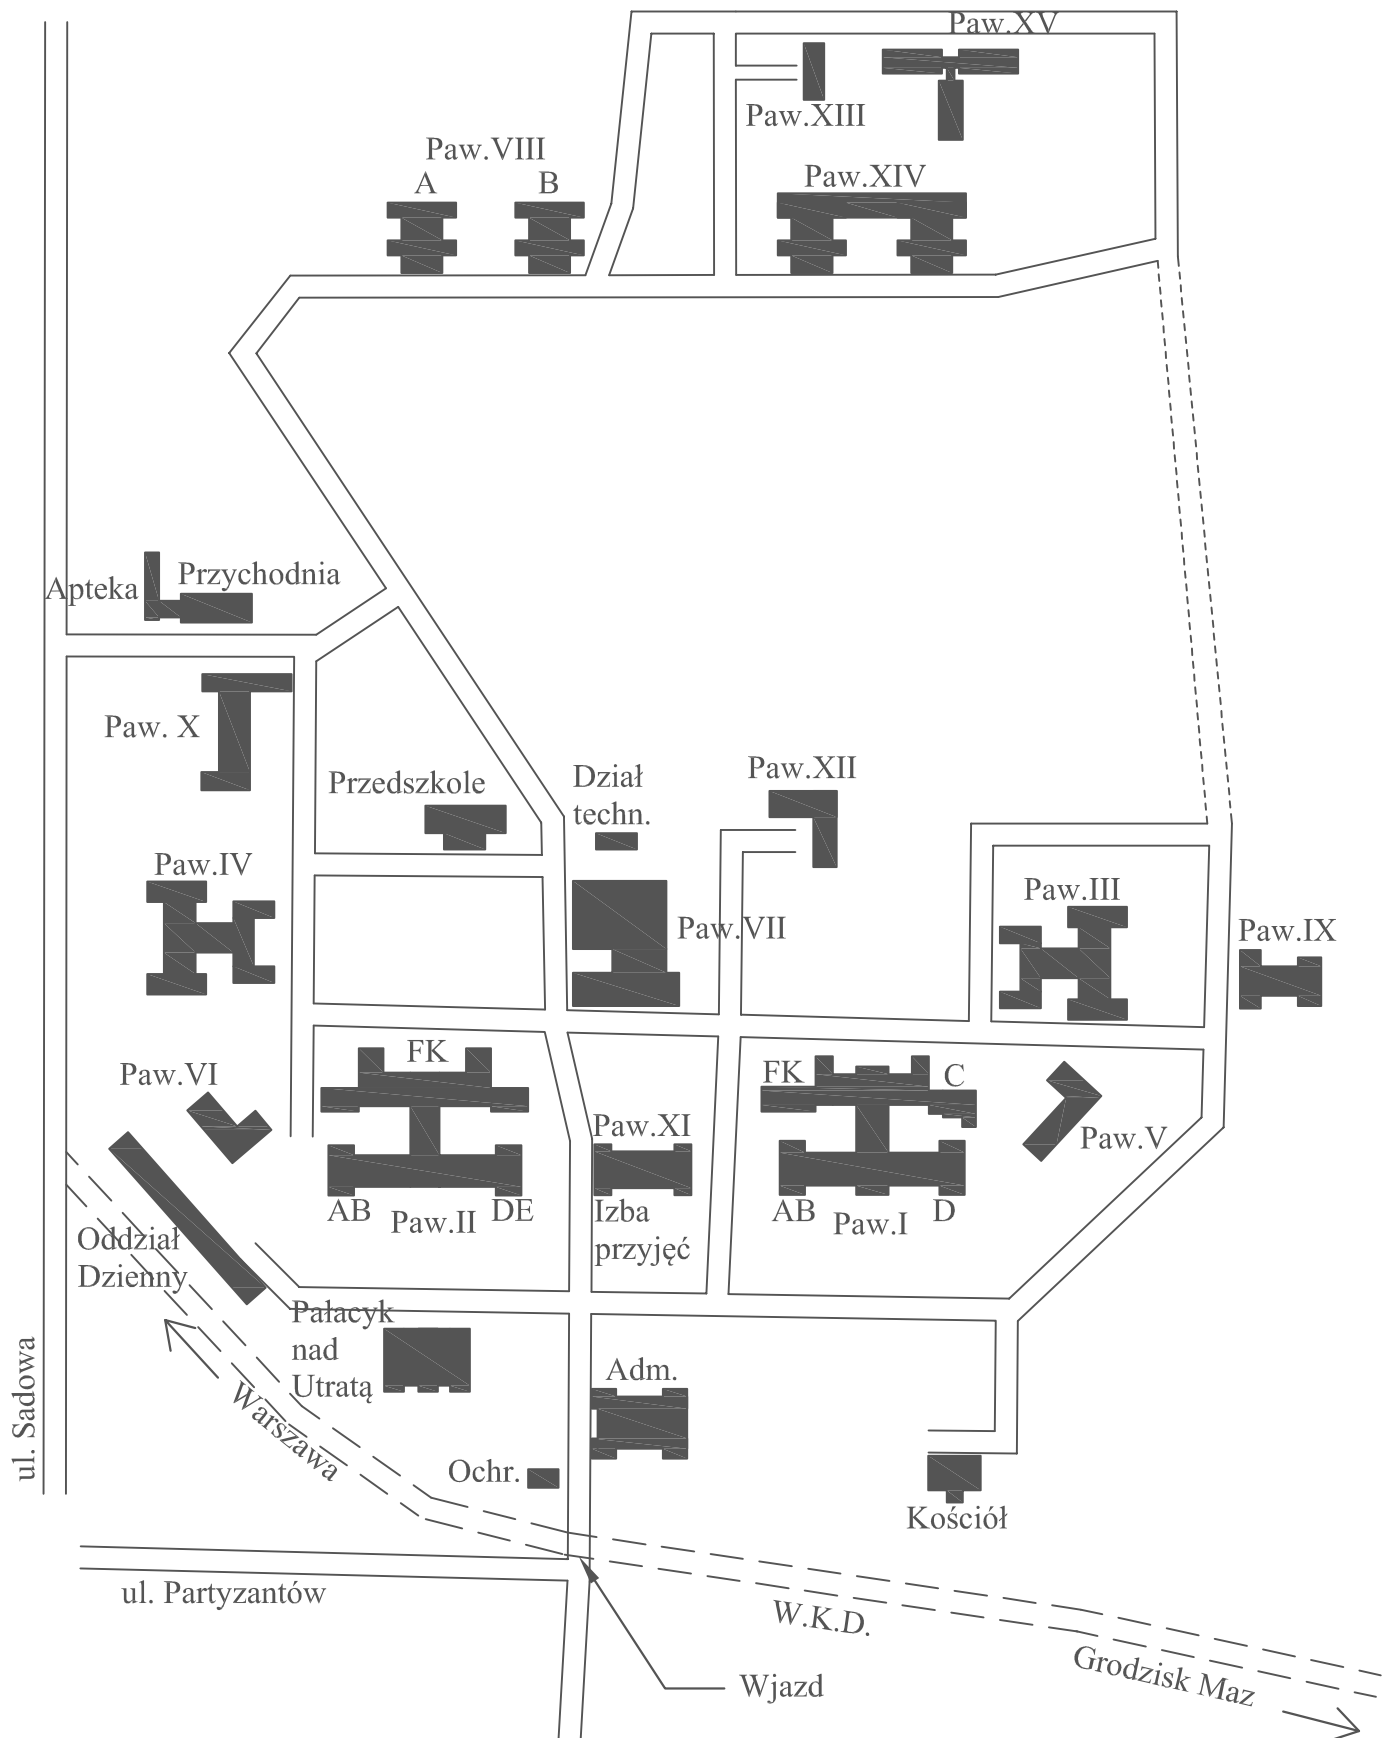 Paw.XV
Paw.XIII
Paw.VIII
A
B
Paw.XIV
Apteka
Przychodnia
Paw. X
Przedszkole
Dział
techn.
Paw.XII
Paw.IV
Paw.VII
Paw.III
Paw.IX
Paw.VI
FK
FK
C
Paw.XI
Paw.V
AB
Paw.II
DE
Izba
przyjęć
AB
Paw.I
D
Oddział
Dzienny
Pałacyk
nad
Utratą
Adm.
ul. Sadowa
Warszawa
Ochr.
Kościół
ul. Partyzantów
W.K.D.
Grodzisk Maz
Wjazd